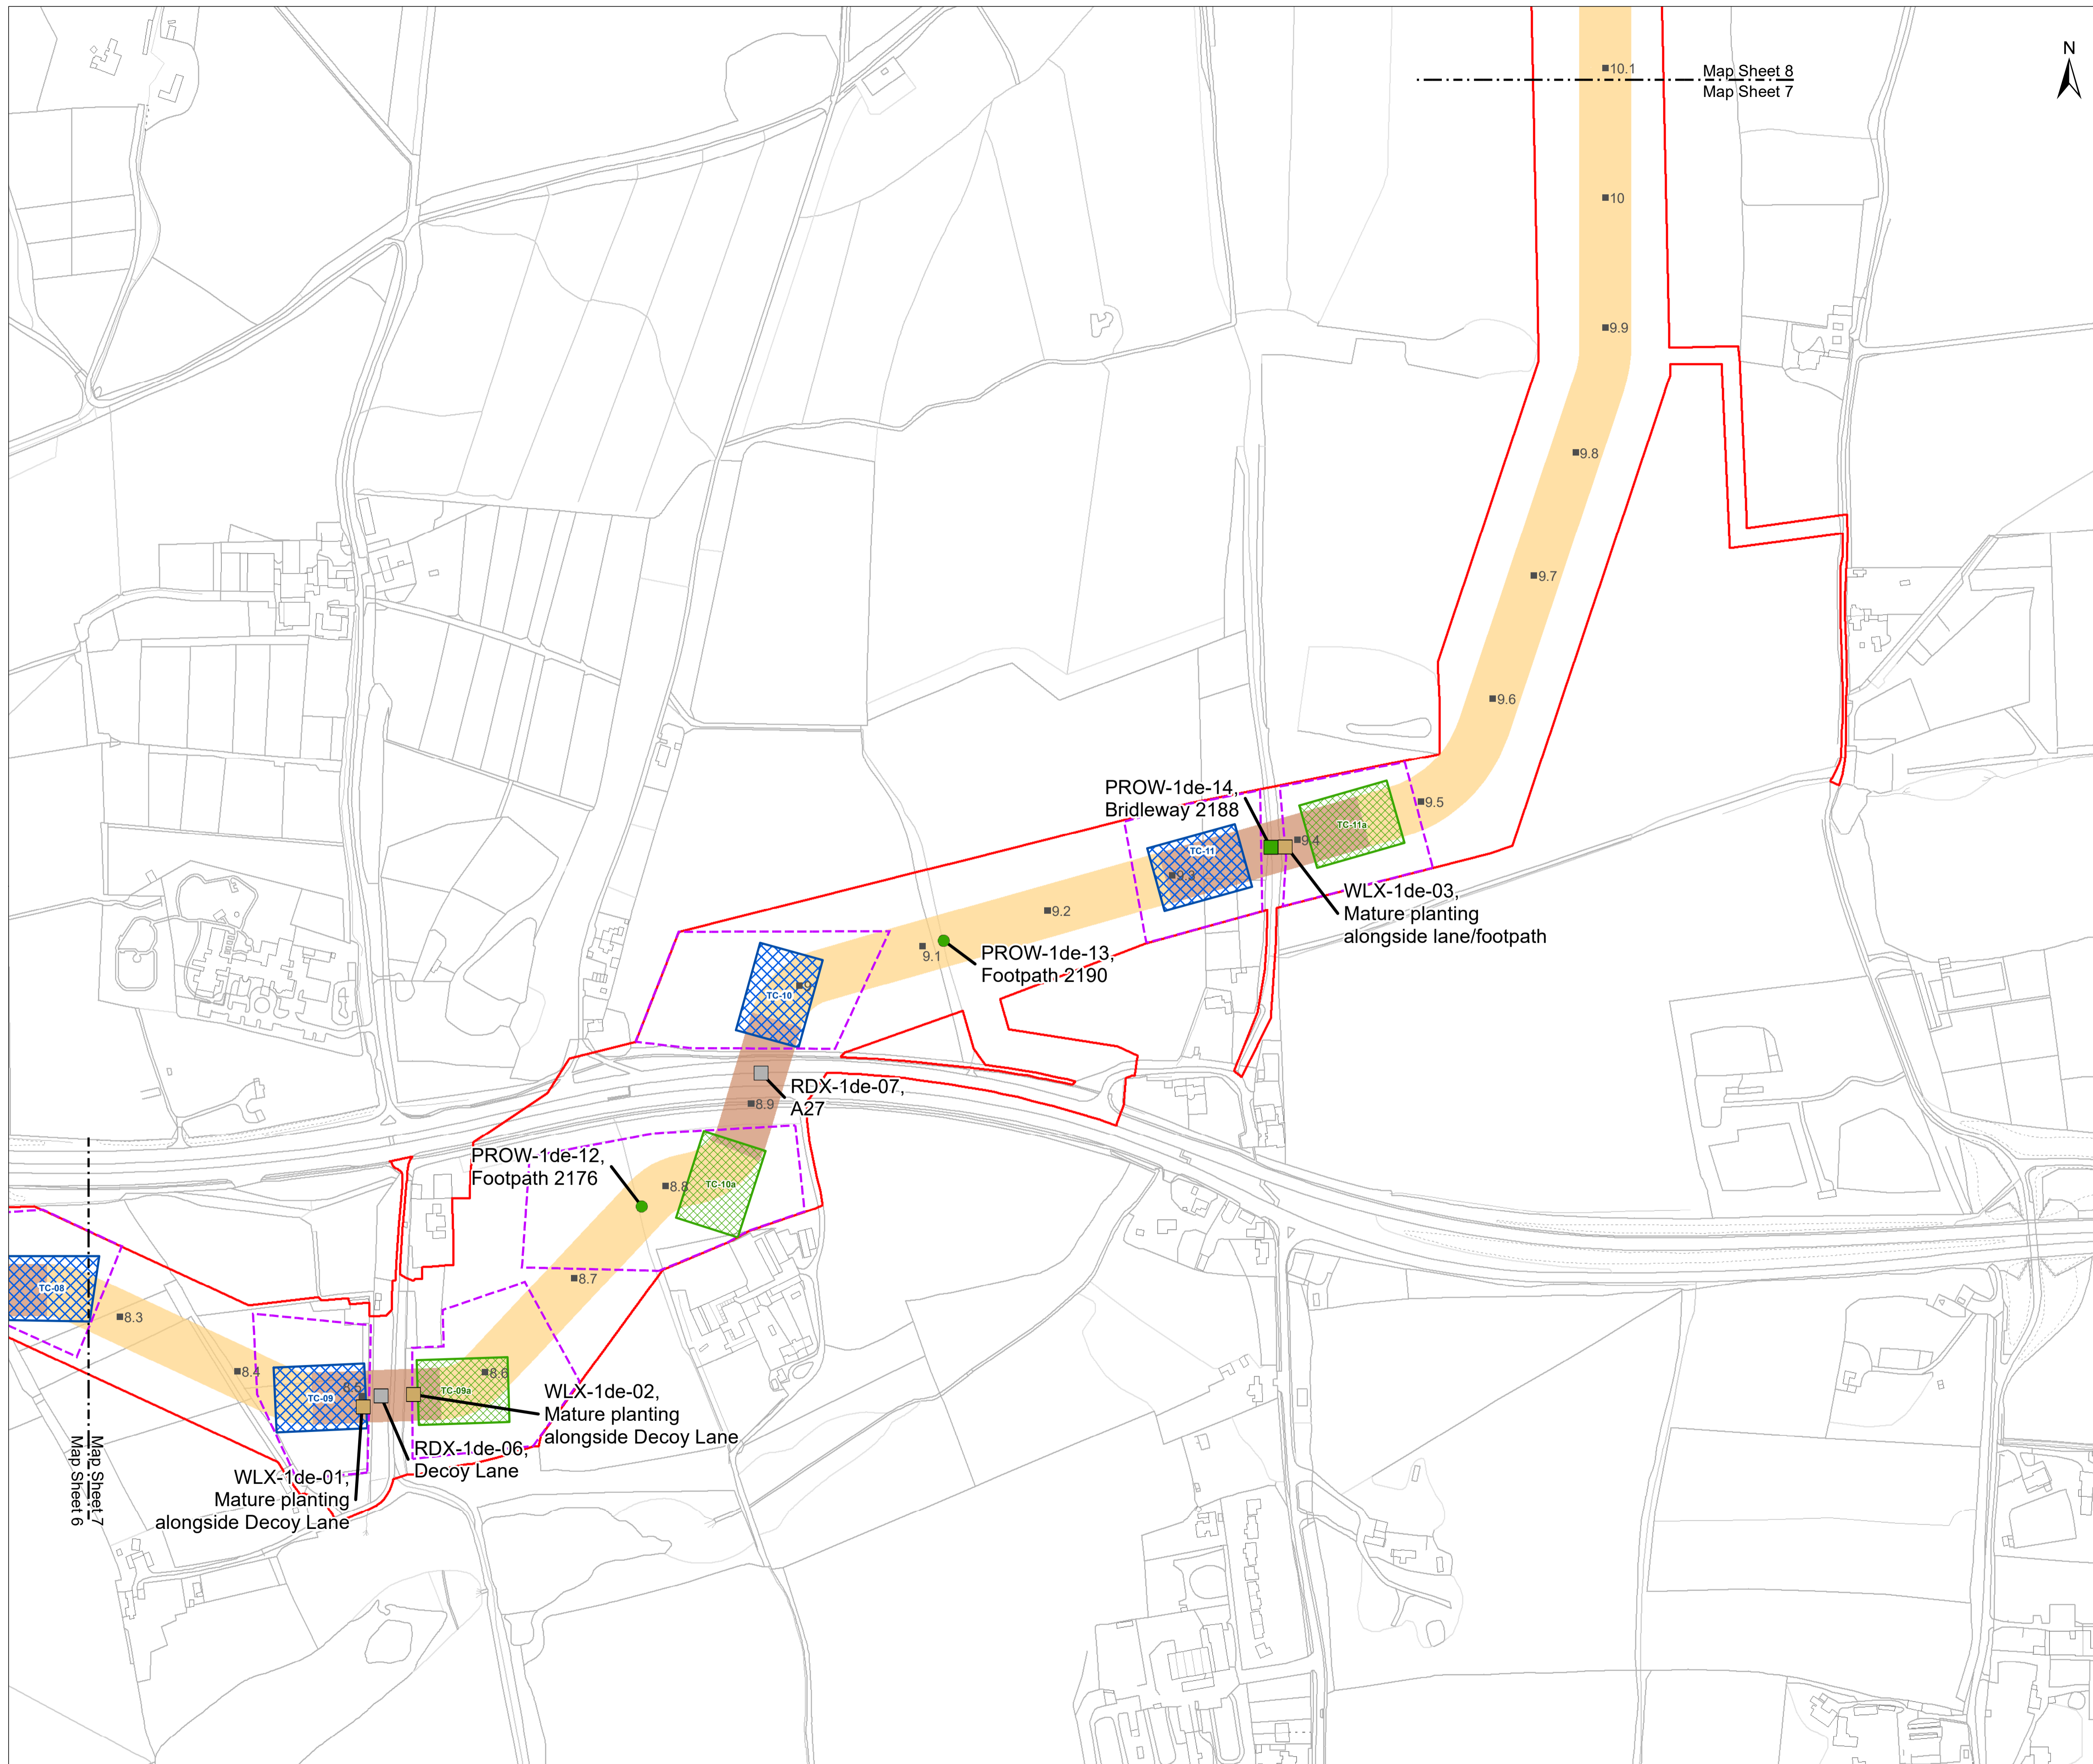 N
10.1
Map Sheet 8
Map Sheet 7
10
9.9
9.8
9.7
9.6
PROW-1de-14,
Bridleway 2188
9.5
TC-11a
9.4
TC-11
9.3
WLX-1de-03,
Mature planting
alongside lane/footpath
9.2
9.1
PROW-1de-13,
Footpath 2190
9
TC-10
RDX-1de-07,
A27
8.9
PROW-1de-12,
Footpath 2176
8.8
TC-10a
8.7
TC-08
8.3
8.4
8.5
TC-09
TC-09a
8.6
WLX-1de-02,
Mature planting
alongside Decoy Lane
RDX-1de-06,
Decoy Lane
WLX-1de-01,
Mature planting
alongside Decoy Lane
Map Sheet 7
Map Sheet 6